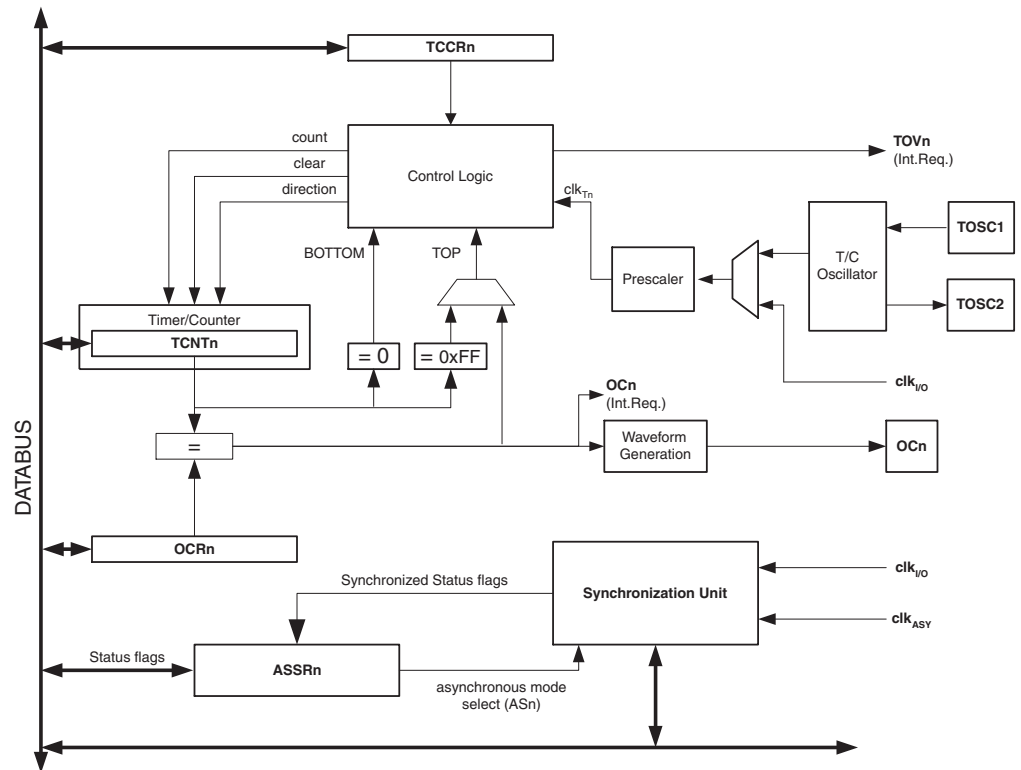 TCCRn
count
clear
direction
Control Logic
TOVn
(Int.Req.)
clkTn
BOTTOM
TOP
Prescaler
T/C
Oscillator
TOSC1
TOSC2
Timer/Counter
TCNTn
= 0
= 0xFF
clkI/O
OCn
(Int.Req.)
=
Waveform
Generation
OCn
DATABUS
OCRn
Synchronized Status flags
Synchronization Unit
clkI/O
clkASY
Status flags
ASSRn
asynchronous mode
select (ASn)